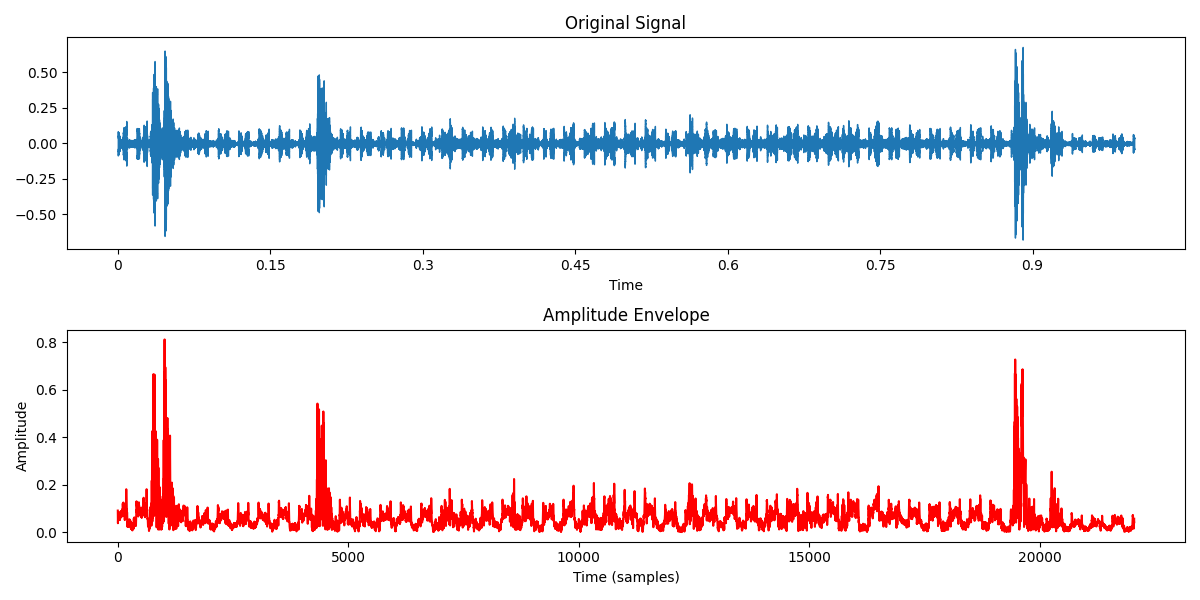 Original Signal
0.50
0.25
0.00
−0.25
−0.50
0 0.15 0.3 0.45 0.6 0.75 0.9
Time
Amplitude Envelope
Amplitude
0.8
0.6
0.4
0.2
0.0
0 5000 10000 15000 20000
Time (samples)